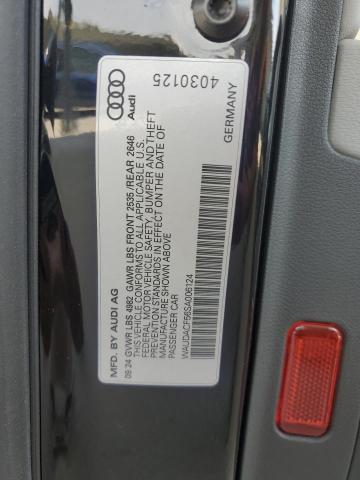 MFD. BY AUDI AG
09 24 GVWR LBS 4982 GAWR LBS FRONT 2535/REAR 2646
THIS VEHICLE CONFORMS TO ALL APPLICABLE U.S.
FEDERAL MOTOR VEHICLE SAFETY, BUMPER AND THEFT
PREVENTION STANDARDS IN EFFECT ON THE DATE OF
MANUFACTURE SHOWN ABOVE
PASSENGER CAR
WAUDACF56SA006124
Audi
4030125
GERMANY